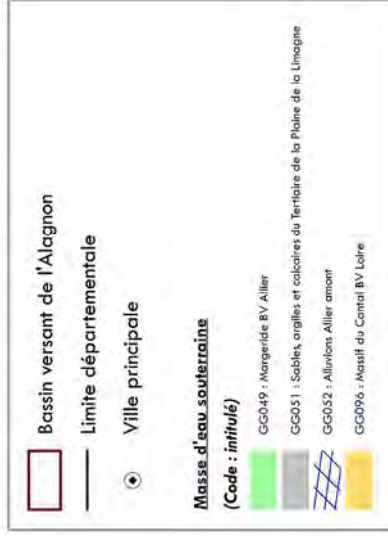 Bassin versant de l'Alagnon
Limite départementale
Ville principale
Masse d'eau souterraine
(Code : intitulé)
GG049 : Margeride BV Allier
GG051 : Sables, argiles et calcaires du Tertiaire de la Plaine de la Limagne
GG052 : Alluvions Allier amont
GG096 : Massif du Cantal BV Loire